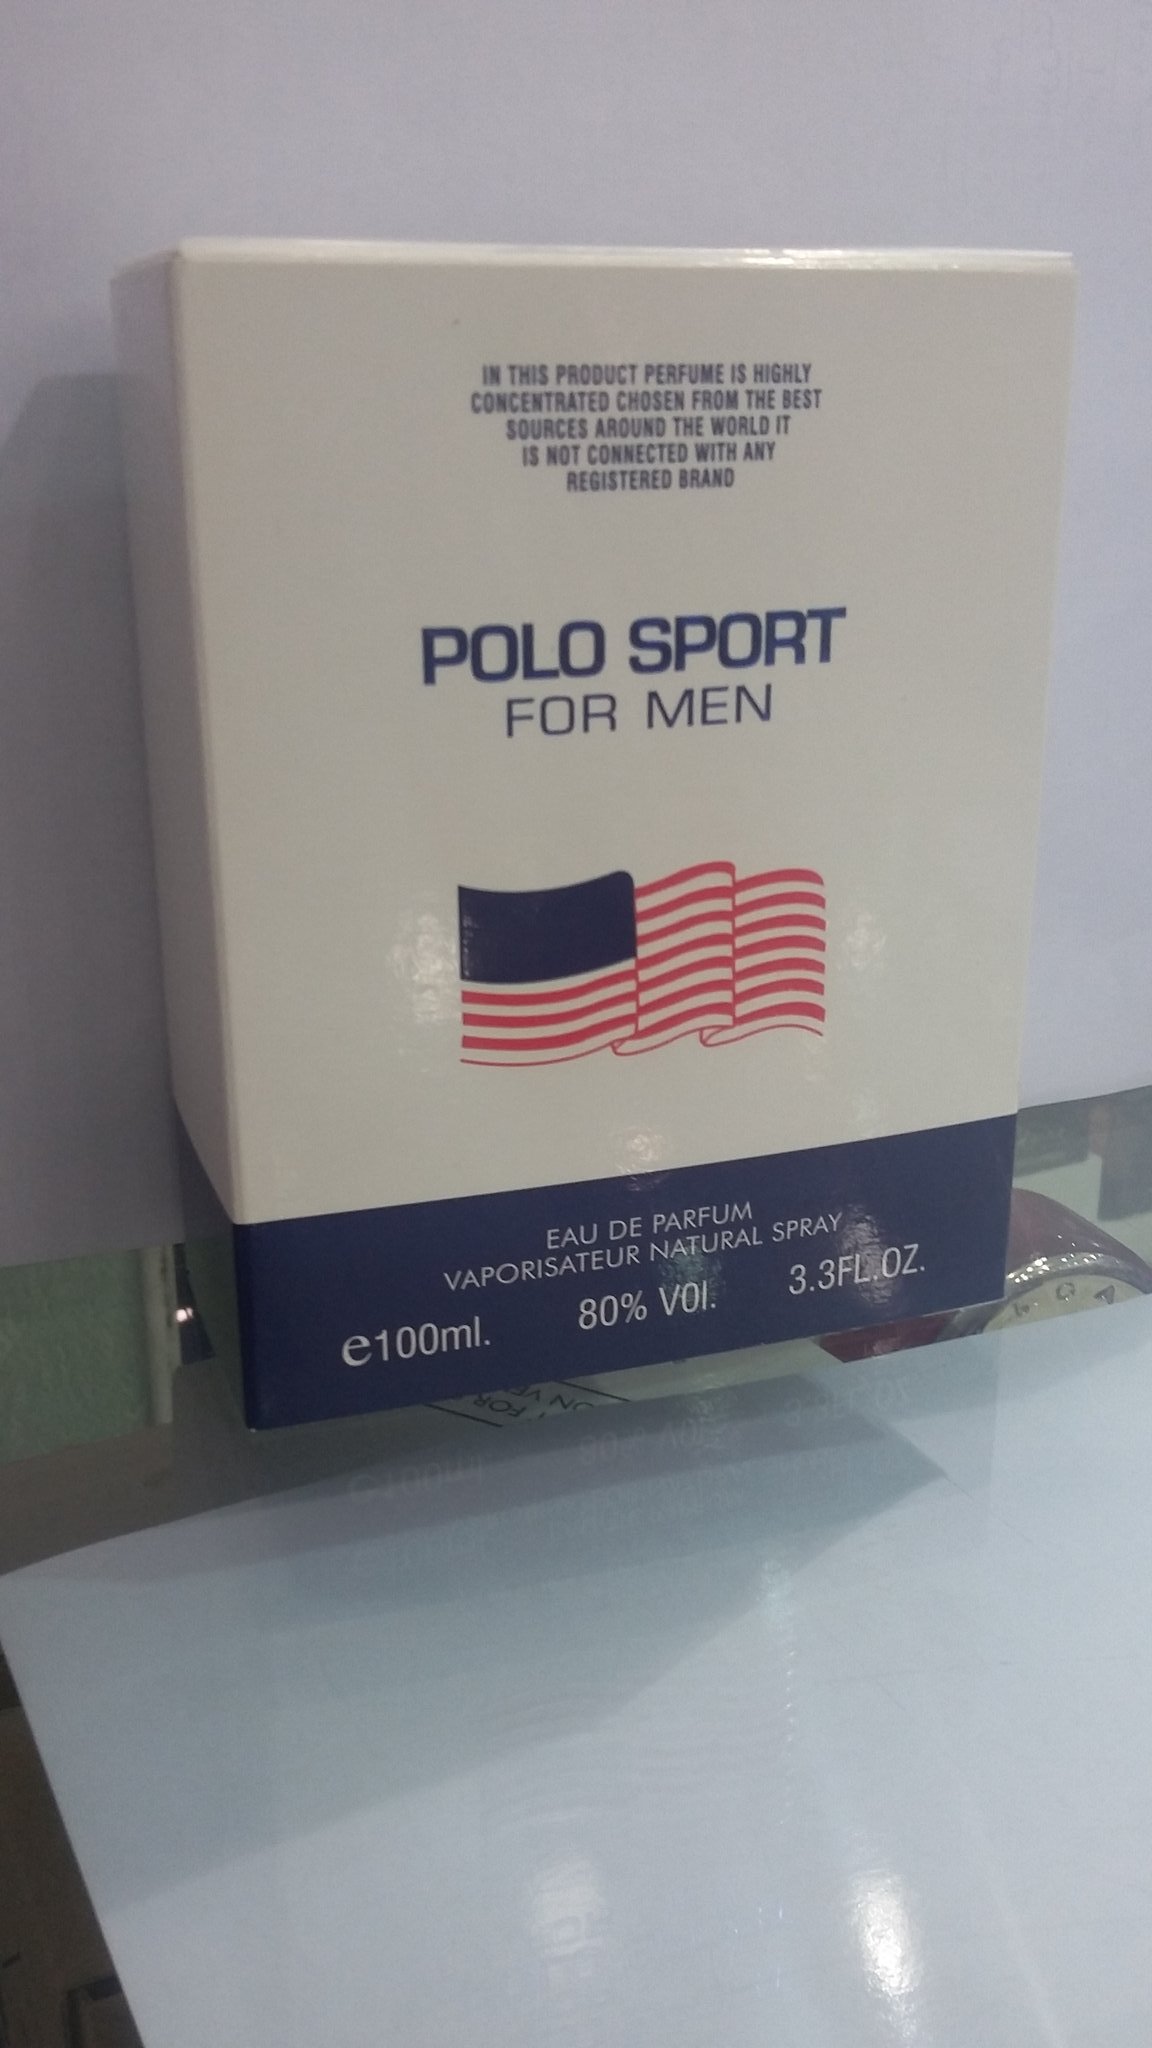 IN THIS PRODUCT PERFUME IS HIGHLY
CONCENTRATED CHOSEN FROM THE BEST
SOURCES AROUND THE WORLD IT
IS NOT CONNECTED WITH ANY
REGISTERED BRAND
POLO SPORT
FOR MEN
EAU DE PARFUM
VAPORISATEUR NATURAL SPRAY
e100ml. 80% VOl. 3.3FL.OZ.